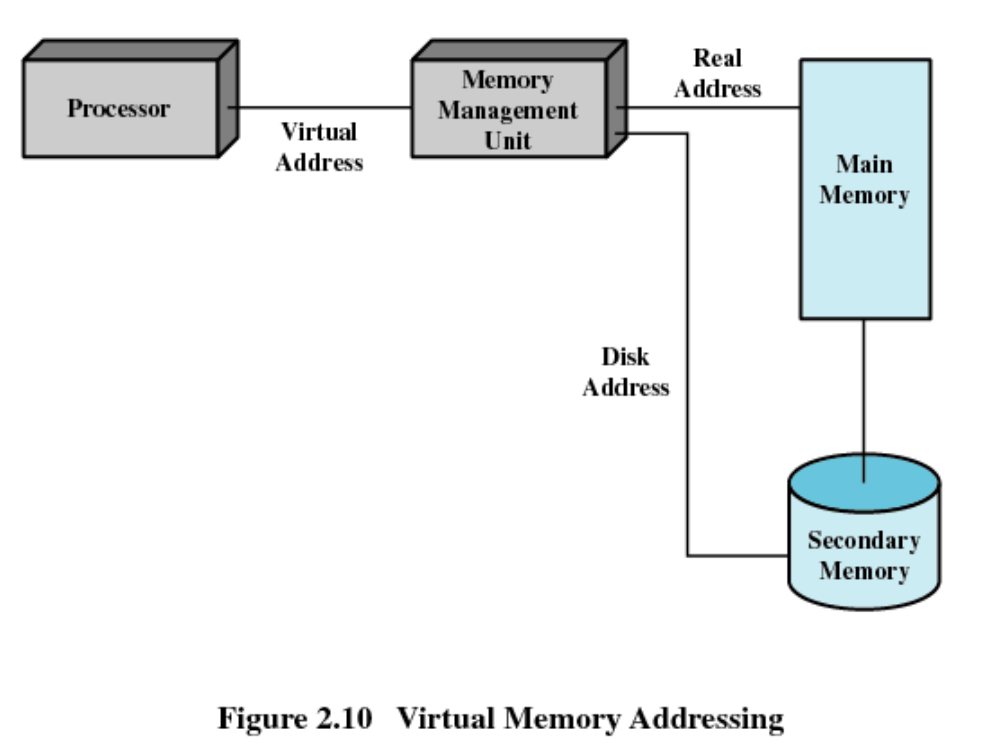 Processor
Virtual
Address
Memory
Management
Unit
Real
Address
Main
Memory
Disk
Address
Secondary
Memory
Figure 2.10 Virtual Memory Addressing